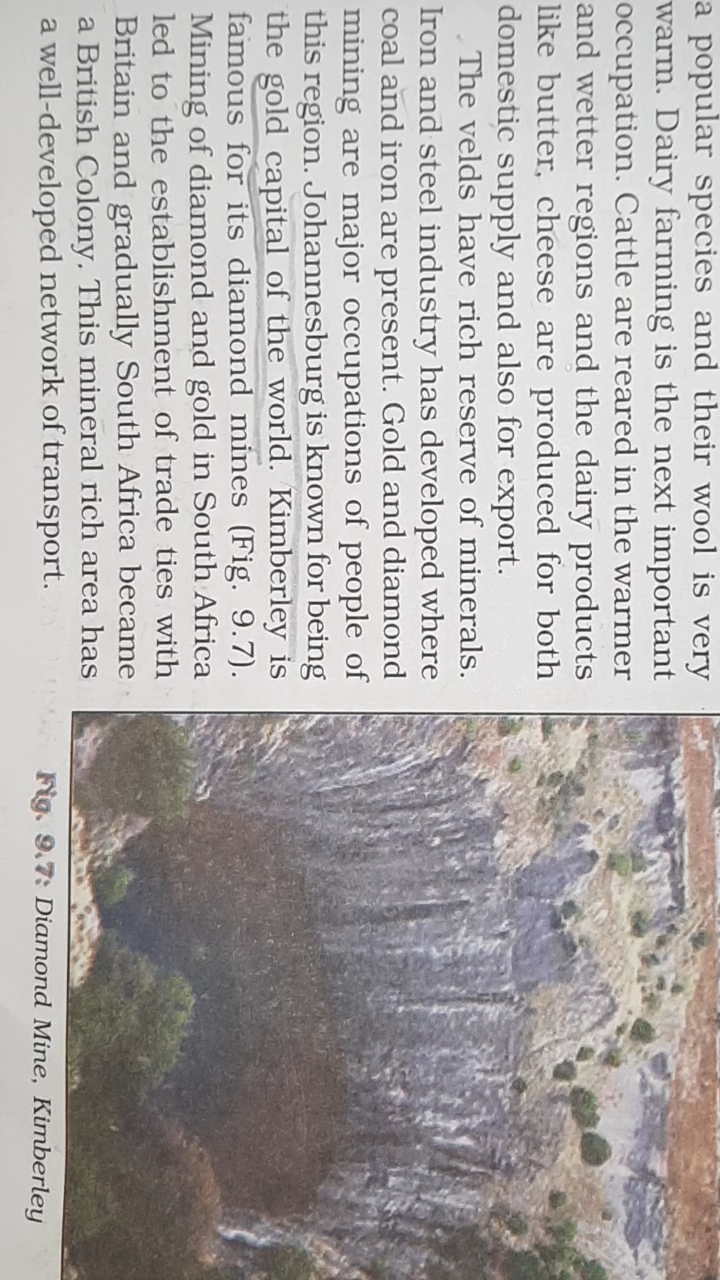 a popular species and their wool is very
warm. Dairy farming is the next important
occupation. Cattle are reared in the warmer
and wetter regions and the dairy products
like butter, cheese are produced for both
domestic supply and also for export.
The velds have rich reserve of minerals.
Iron and steel industry has developed where
coal and iron are present. Gold and diamond
mining are major occupations of people of
this region. Johannesburg is known for being
the gold capital of the world. Kimberley is
famous for its diamond mines (Fig. 9.7).
Mining of diamond and gold in South Africa
led to the establishment of trade ties with
Britain and gradually South Africa became
a British Colony. This mineral rich area has
a well-developed network of transport.
Fig. 9.7: Diamond Mine, Kimberley